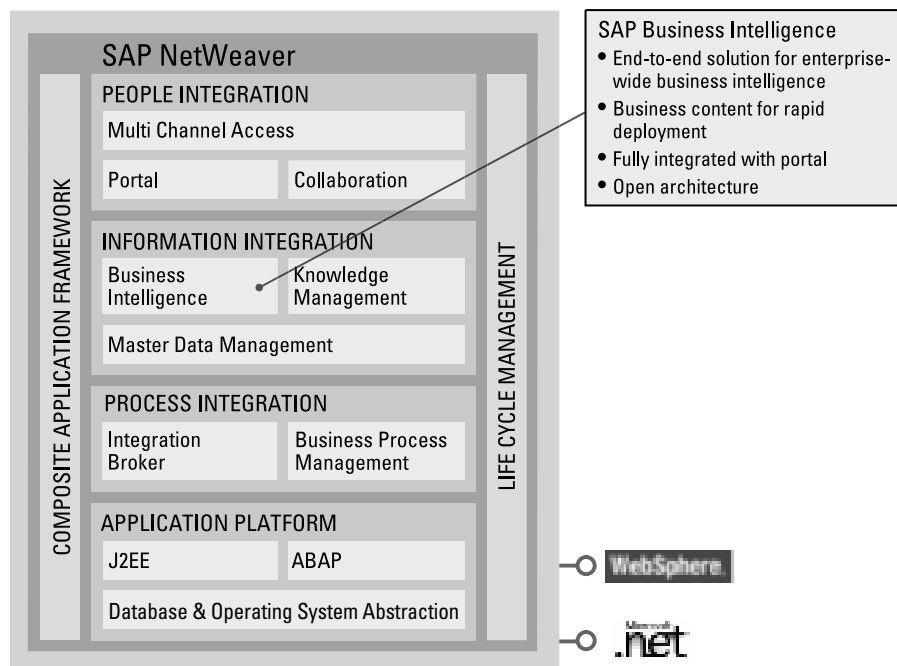 SAP NetWeaver
PEOPLE INTEGRATION
Multi Channel Access
Portal
Collaboration
INFORMATION INTEGRATION
Business
Intelligence
Knowledge
Management
Master Data Management
PROCESS INTEGRATION
Integration
Broker
Business Process
Management
APPLICATION PLATFORM
J2EE
ABAP
Database & Operating System Abstraction
COMPOSITE APPLICATION FRAMEWORK
LIFE CYCLE MANAGEMENT
SAP Business Intelligence
• End-to-end solution for enterprise-
wide business intelligence
• Business content for rapid
deployment
• Fully integrated with portal
• Open architecture
WebSphere.
Microsoft
.net